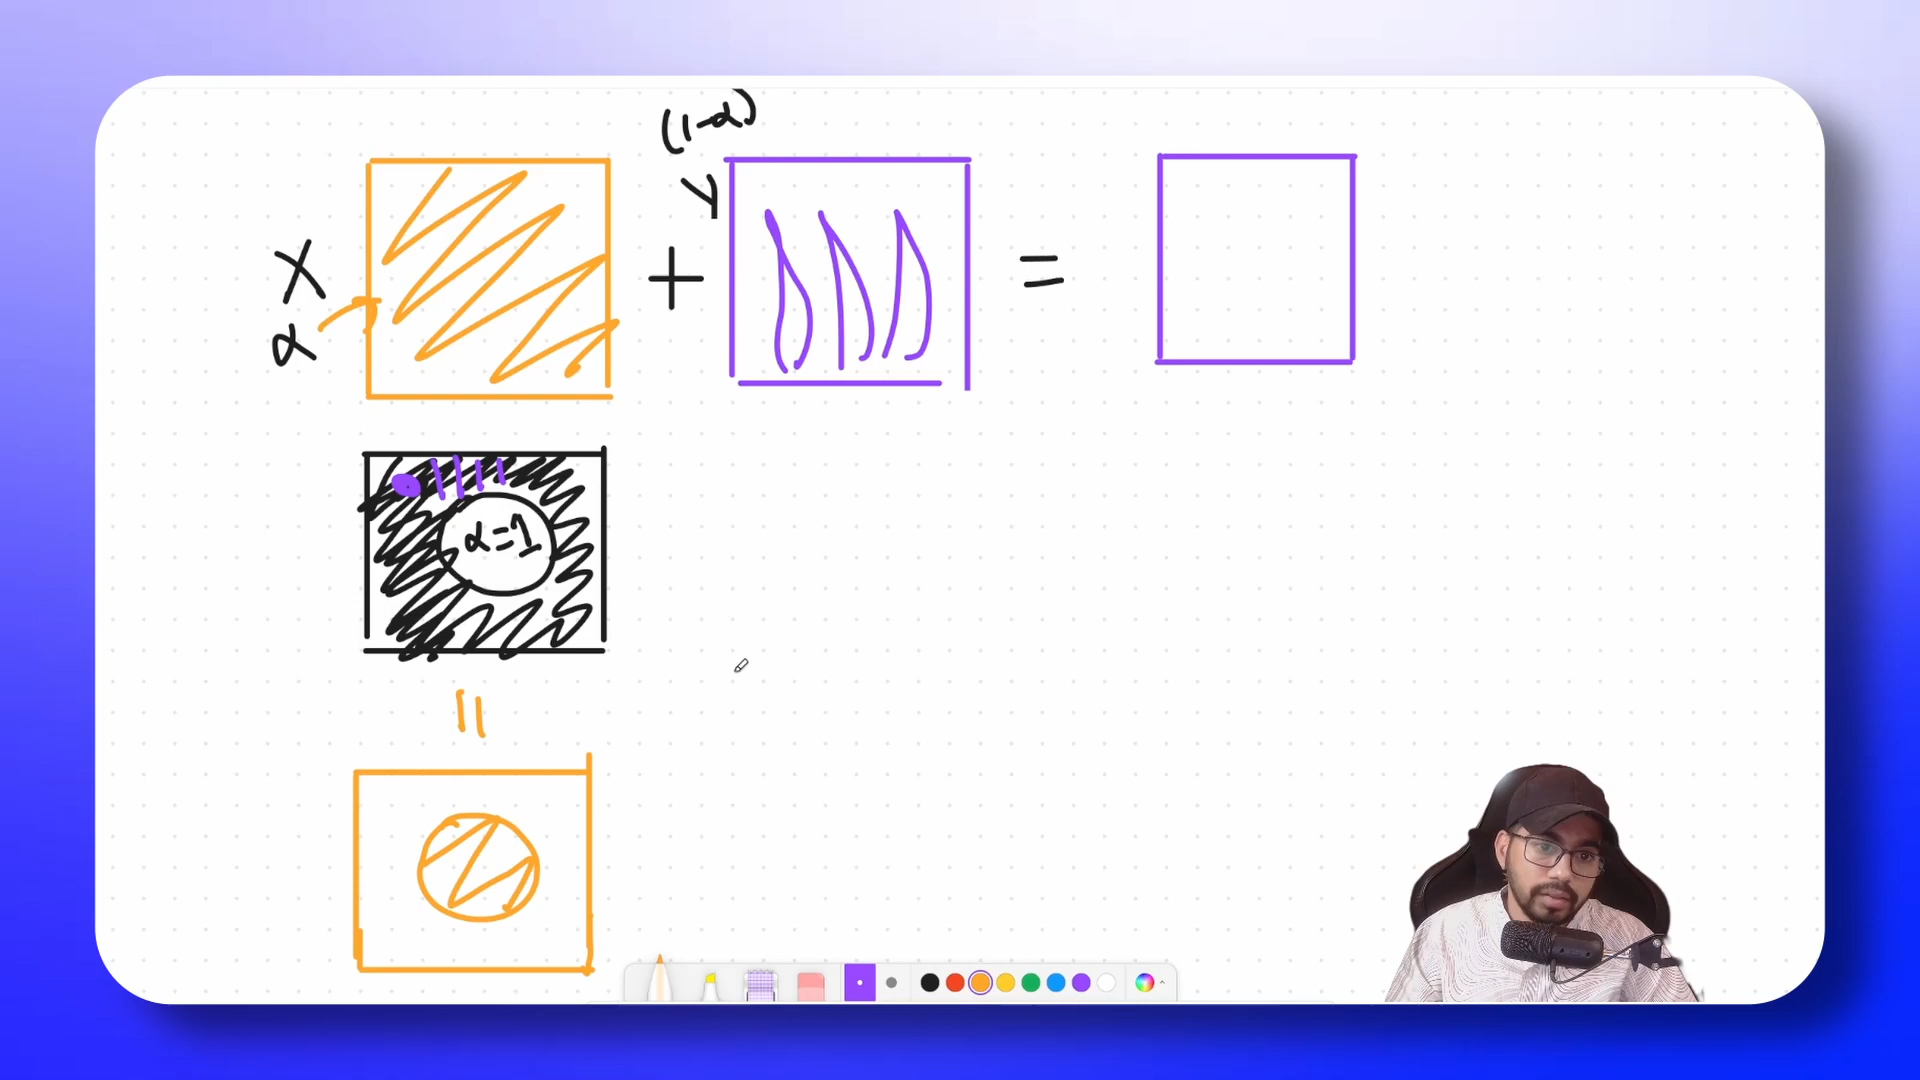 (1-α)
X + Y =
α
α=1
=